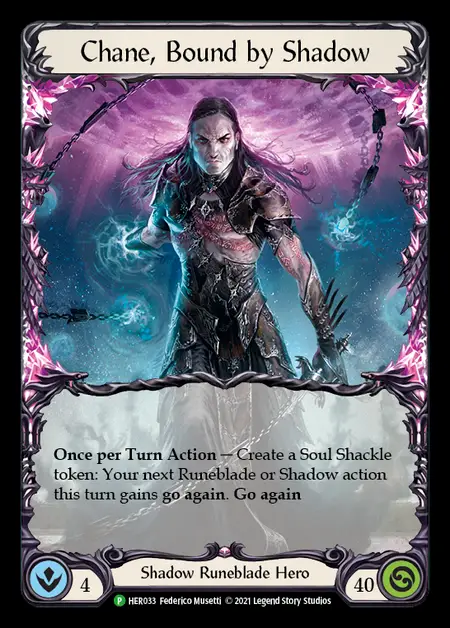 Chane, Bound by Shadow
Once per Turn Action — Create a Soul Shackle
token: Your next Runeblade or Shadow action
this turn gains go again. Go again
4
Shadow Runeblade Hero
40
P HER033 Federico Musetti © 2021 Legend Story Studios